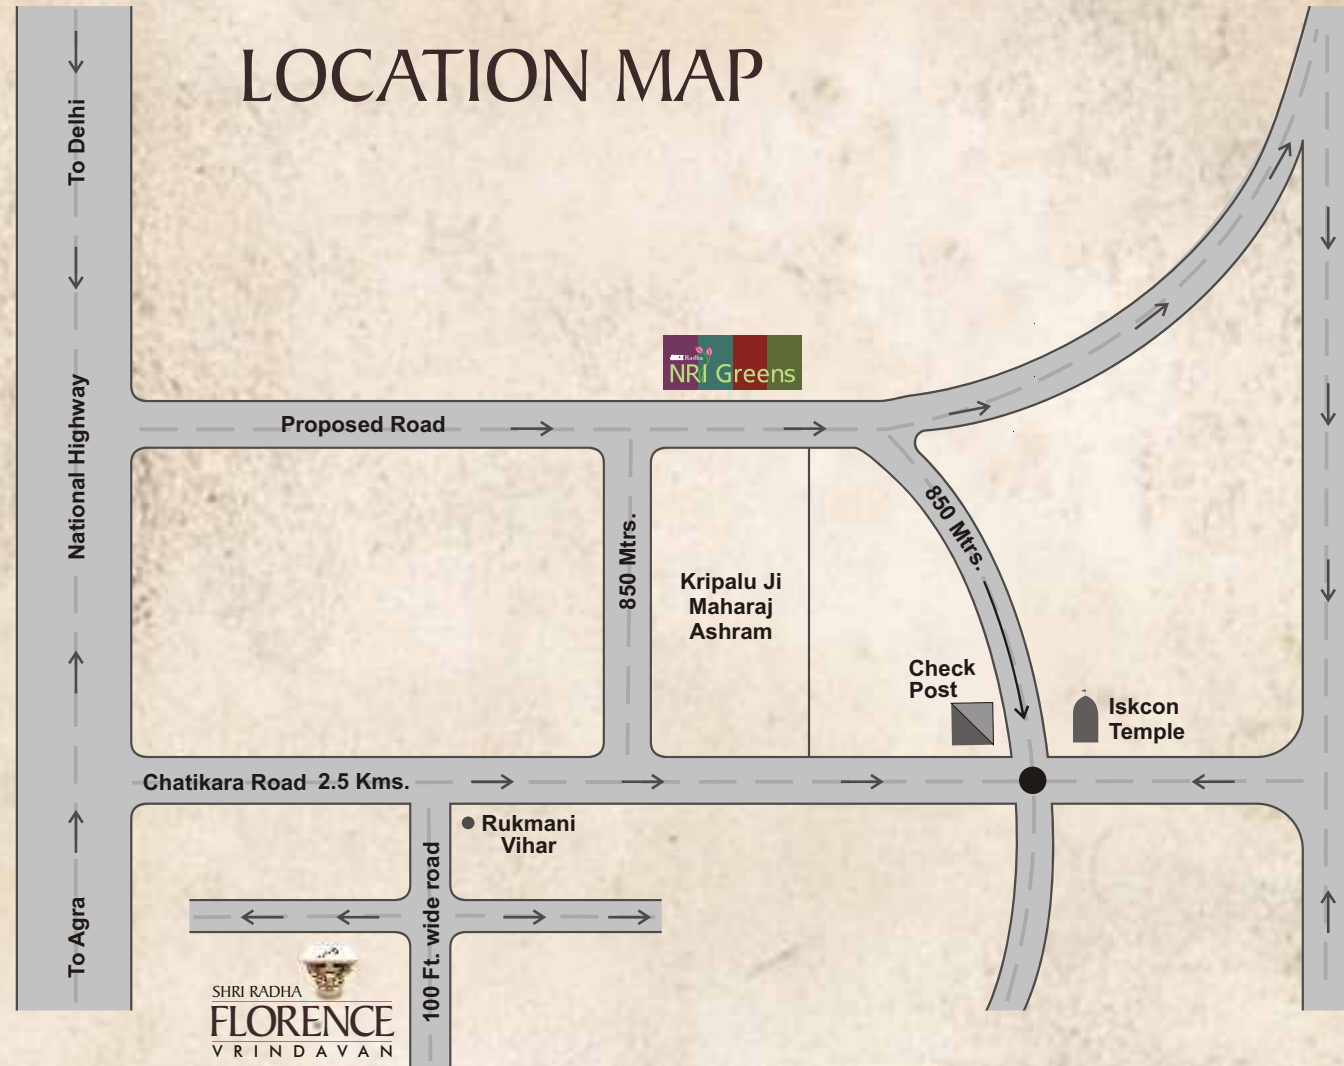 LOCATION MAP
To Delhi
National Highway
To Agra
Radha
NRI Greens
Proposed Road
850 Mtrs.
850 Mtrs.
Kripalu Ji
Maharaj
Ashram
Check
Post
Iskcon
Temple
Chatikara Road 2.5 Kms.
Rukmani
Vihar
100 Ft. wide road
SHRI RADHA
FLORENCE
VRINDAVAN